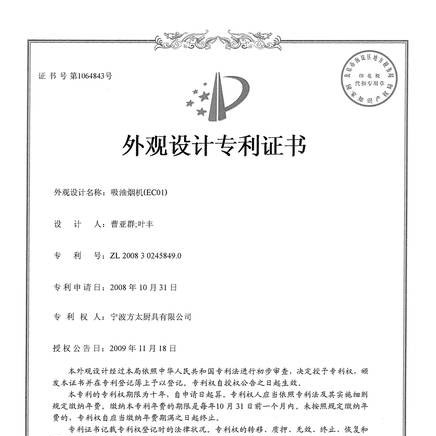 证 书 号 第1064843号
印 花 税
代扣专用章
外观设计专利证书
外观设计名称：吸油烟机(EC01)
设 计 人：曹亚群;叶丰
专 利 号：ZL 2008 3 0245849.0
专利申请日：2008 年 10 月 31 日
专 利 权 人：宁波方太厨具有限公司
授权公告日：2009 年 11 月 18 日
本外观设计经过本局依照中华人民共和国专利法进行初步审查，决定授予专利权，颁
发本证书并在专利登记簿上予以登记。专利权自授权公告之日起生效。
本专利的专利权期限为十年，自申请日起算。专利权人应当依照专利法及其实施细则
规定缴纳年费。缴纳本专利年费的期限是每年10 月 31 日前一个月内。未按照规定缴纳年
费的，专利权自应当缴纳年费期满之日起终止。
专利证书记载专利权登记时的法律状况。专利权的转移、质押、无效、终止、恢复和